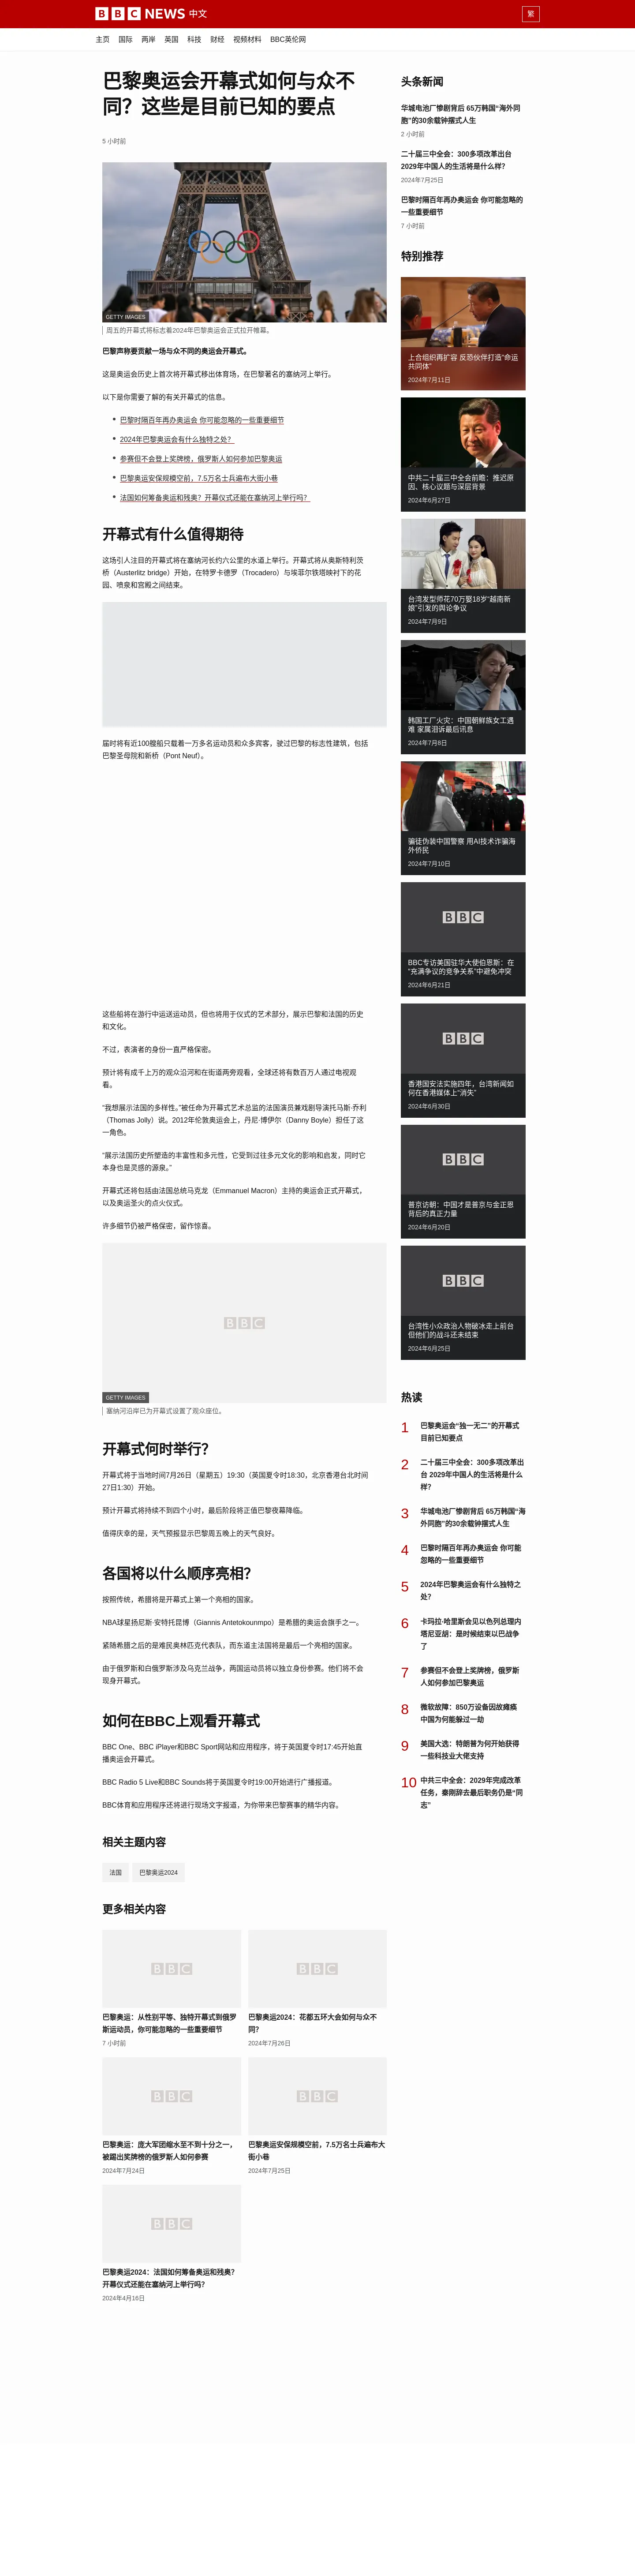 BBC NEWS 中文
繁
主页 国际 两岸 英国 科技 财经 视频材料 BBC英伦网
巴黎奥运会开幕式如何与众不
同？这些是目前已知的要点
5 小时前
GETTY IMAGES
周五的开幕式将标志着2024年巴黎奥运会正式拉开帷幕。
巴黎声称要贡献一场与众不同的奥运会开幕式。
这是奥运会历史上首次将开幕式移出体育场，在巴黎著名的塞纳河上举行。
以下是你需要了解的有关开幕式的信息。
巴黎时隔百年再办奥运会 你可能忽略的一些重要细节
2024年巴黎奥运会有什么独特之处？
参赛但不会登上奖牌榜，俄罗斯人如何参加巴黎奥运
巴黎奥运安保规模空前，7.5万名士兵遍布大街小巷
法国如何筹备奥运和残奥？开幕仪式还能在塞纳河上举行吗？
开幕式有什么值得期待
这场引人注目的开幕式将在塞纳河长约六公里的水道上举行。开幕式将从奥斯特利茨
桥（Austerlitz bridge）开始，在特罗卡德罗（Trocadero）与埃菲尔铁塔映衬下的花
园、喷泉和宫殿之间结束。
届时将有近100艘船只载着一万多名运动员和众多宾客，驶过巴黎的标志性建筑，包括
巴黎圣母院和新桥（Pont Neuf）。
这些船将在游行中运送运动员，但也将用于仪式的艺术部分，展示巴黎和法国的历史
和文化。
不过，表演者的身份一直严格保密。
预计将有成千上万的观众沿河和在街道两旁观看，全球还将有数百万人通过电视观
看。
“我想展示法国的多样性。”被任命为开幕式艺术总监的法国演员兼戏剧导演托马斯·乔利
（Thomas Jolly）说。2012年伦敦奥运会上，丹尼·博伊尔（Danny Boyle）担任了这
一角色。
“展示法国历史所塑造的丰富性和多元性，它受到过往多元文化的影响和启发，同时它
本身也是灵感的源泉。”
开幕式还将包括由法国总统马克龙（Emmanuel Macron）主持的奥运会正式开幕式，
以及奥运圣火的点火仪式。
许多细节仍被严格保密，留作惊喜。
BBC
GETTY IMAGES
塞纳河沿岸已为开幕式设置了观众座位。
开幕式何时举行？
开幕式将于当地时间7月26日（星期五）19:30（英国夏令时18:30，北京香港台北时间
27日1:30）开始。
预计开幕式将持续不到四个小时，最后阶段将正值巴黎夜幕降临。
值得庆幸的是，天气预报显示巴黎周五晚上的天气良好。
各国将以什么顺序亮相？
按照传统，希腊将是开幕式上第一个亮相的国家。
NBA球星扬尼斯·安特托昆博（Giannis Antetokounmpo）是希腊的奥运会旗手之一。
紧随希腊之后的是难民奥林匹克代表队，而东道主法国将是最后一个亮相的国家。
由于俄罗斯和白俄罗斯涉及乌克兰战争，两国运动员将以独立身份参赛。他们将不会
现身开幕式。
如何在BBC上观看开幕式
BBC One、BBC iPlayer和BBC Sport网站和应用程序，将于英国夏令时17:45开始直
播奥运会开幕式。
BBC Radio 5 Live和BBC Sounds将于英国夏令时19:00开始进行广播报道。
BBC体育和应用程序还将进行现场文字报道，为你带来巴黎赛事的精华内容。
相关主题内容
法国
巴黎奥运2024
更多相关内容
BBC
巴黎奥运：从性别平等、独特开幕式到俄罗
斯运动员，你可能忽略的一些重要细节
7 小时前
BBC
巴黎奥运2024：花都五环大会如何与众不
同？
2024年7月26日
BBC
巴黎奥运：庞大军团缩水至不到十分之一，
被踢出奖牌榜的俄罗斯人如何参赛
2024年7月24日
BBC
巴黎奥运安保规模空前，7.5万名士兵遍布大
街小巷
2024年7月25日
BBC
巴黎奥运2024：法国如何筹备奥运和残奥？
开幕仪式还能在塞纳河上举行吗？
2024年4月16日
头条新闻
华城电池厂惨剧背后 65万韩国“海外同
胞”的30余载钟摆式人生
2 小时前
二十届三中全会：300多项改革出台
2029年中国人的生活将是什么样？
2024年7月25日
巴黎时隔百年再办奥运会 你可能忽略的
一些重要细节
7 小时前
特别推荐
上合组织再扩容 反恐伙伴打造“命运
共同体”
2024年7月11日
中共二十届三中全会前瞻：推迟原
因、核心议题与深层背景
2024年6月27日
台湾发型师花70万娶18岁“越南新
娘”引发的舆论争议
2024年7月9日
韩国工厂火灾：中国朝鲜族女工遇
难 家属泪诉最后讯息
2024年7月8日
骗徒伪装中国警察 用AI技术诈骗海
外侨民
2024年7月10日
BBC
BBC专访美国驻华大使伯恩斯：在
“充满争议的竞争关系”中避免冲突
2024年6月21日
BBC
香港国安法实施四年，台湾新闻如
何在香港媒体上“消失”
2024年6月30日
BBC
普京访朝：中国才是普京与金正恩
背后的真正力量
2024年6月20日
BBC
台湾性小众政治人物破冰走上前台
但他们的战斗还未结束
2024年6月25日
热读
1 巴黎奥运会“独一无二”的开幕式
目前已知要点
2 二十届三中全会：300多项改革出
台 2029年中国人的生活将是什么
样？
3 华城电池厂惨剧背后 65万韩国“海
外同胞”的30余载钟摆式人生
4 巴黎时隔百年再办奥运会 你可能
忽略的一些重要细节
5 2024年巴黎奥运会有什么独特之
处？
6 卡玛拉·哈里斯会见以色列总理内
塔尼亚胡：是时候结束以巴战争
了
7 参赛但不会登上奖牌榜，俄罗斯
人如何参加巴黎奥运
8 微软故障：850万设备因故瘫痪
中国为何能躲过一劫
9 美国大选：特朗普为何开始获得
一些科技业大佬支持
10 中共三中全会：2029年完成改革
任务，秦刚辞去最后职务仍是“同
志”